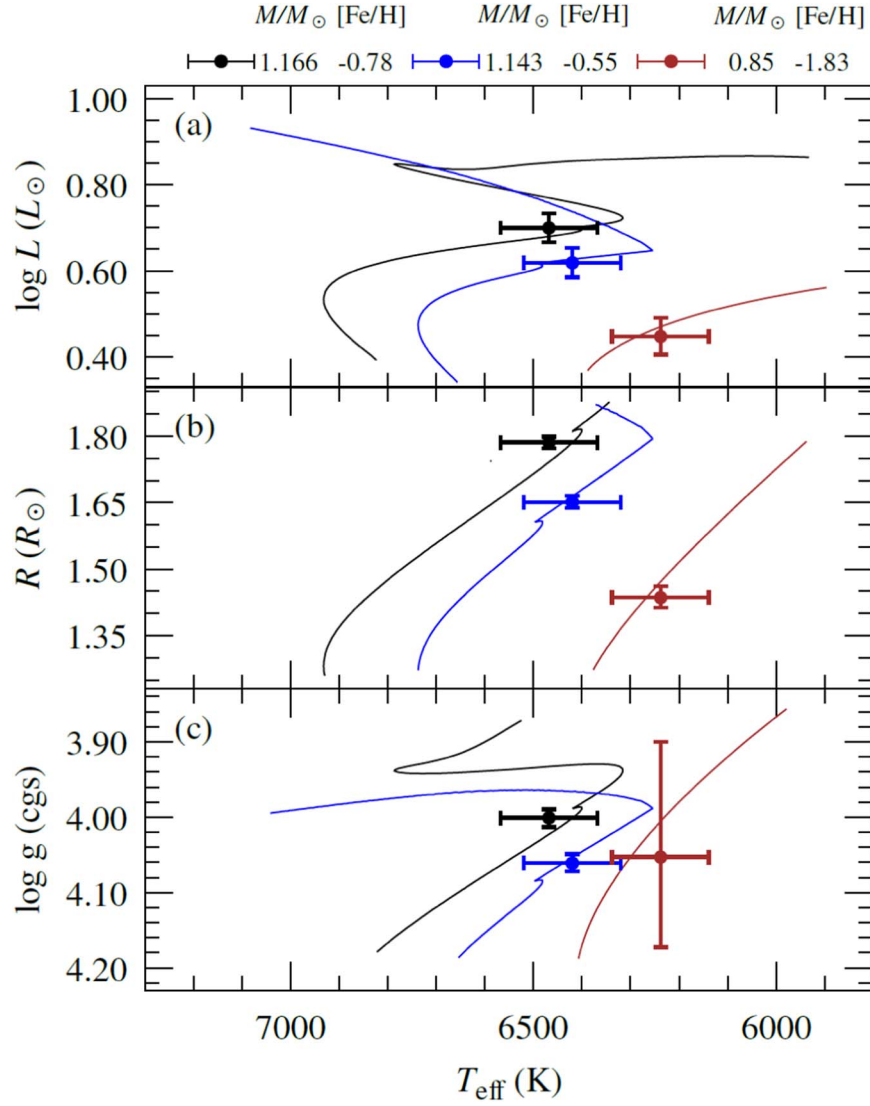 M/M⊙ [Fe/H] M/M⊙ [Fe/H] M/M⊙ [Fe/H]
1.166 -0.78 1.143 -0.55 0.85 -1.83
(a)
1.00
0.80
0.60
0.40
log L (L⊙)
(b)
1.80
1.65
1.50
1.35
R (R⊙)
(c)
3.90
4.00
4.10
4.20
log g (cgs)
7000 6500 6000
Teff (K)